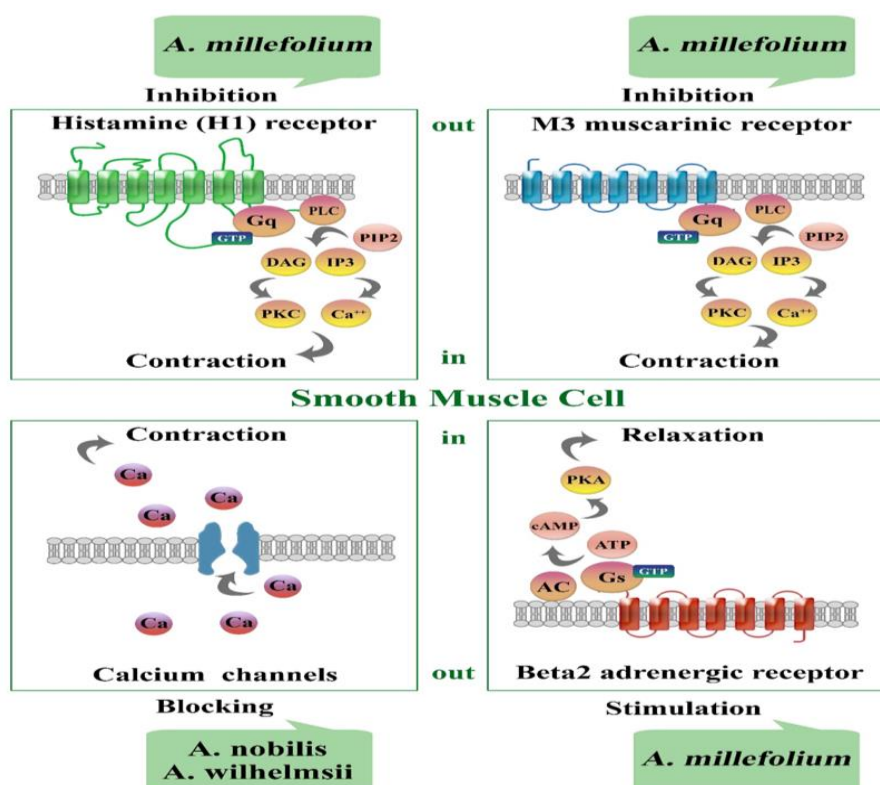 A. millefolium
Inhibition
Histamine (H1) receptor
Gq
PLC
GTP
PIP2
DAG
IP3
PKC
Ca++
Contraction
A. millefolium
Inhibition
M3 muscarinic receptor
Gq
PLC
GTP
PIP2
DAG
IP3
PKC
Ca++
Contraction
out
in
Smooth Muscle Cell
in
out
Contraction
Ca
Ca
Ca
Ca
Ca
Ca
Calcium channels
Blocking
A. nobilis
A. wilhelmsii
Relaxation
PKA
cAMP
ATP
AC
Gs
GTP
Beta2 adrenergic receptor
Stimulation
A. millefolium